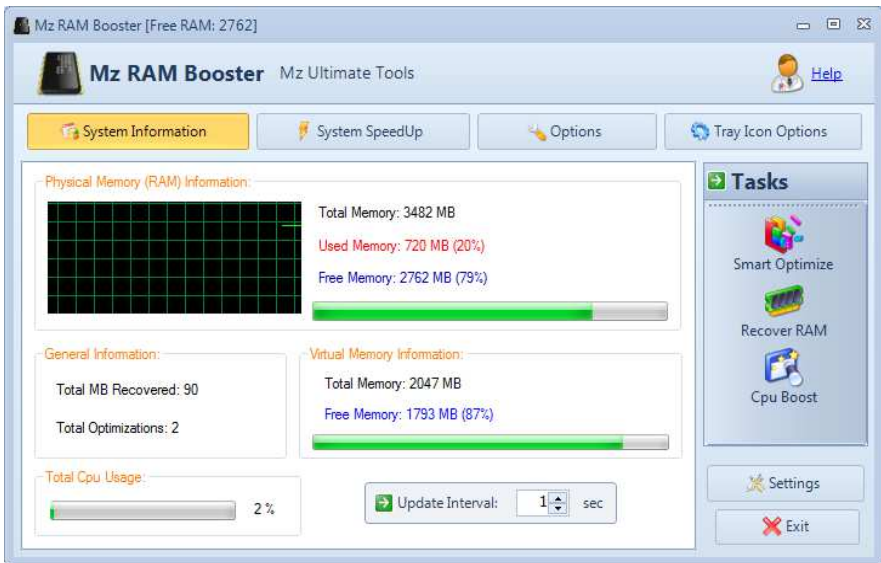 Mz RAM Booster [Free RAM: 2762]
Mz RAM Booster Mz Ultimate Tools
Help
System Information
System SpeedUp
Options
Tray Icon Options
Physical Memory (RAM) Information:
Total Memory: 3482 MB
Used Memory: 720 MB (20%)
Free Memory: 2762 MB (79%)
General Information:
Total MB Recovered: 90
Total Optimizations: 2
Virtual Memory Information:
Total Memory: 2047 MB
Free Memory: 1793 MB (87%)
Total Cpu Usage:
2 %
Update Interval: 1 sec
Tasks
Smart Optimize
Recover RAM
Cpu Boost
Settings
Exit